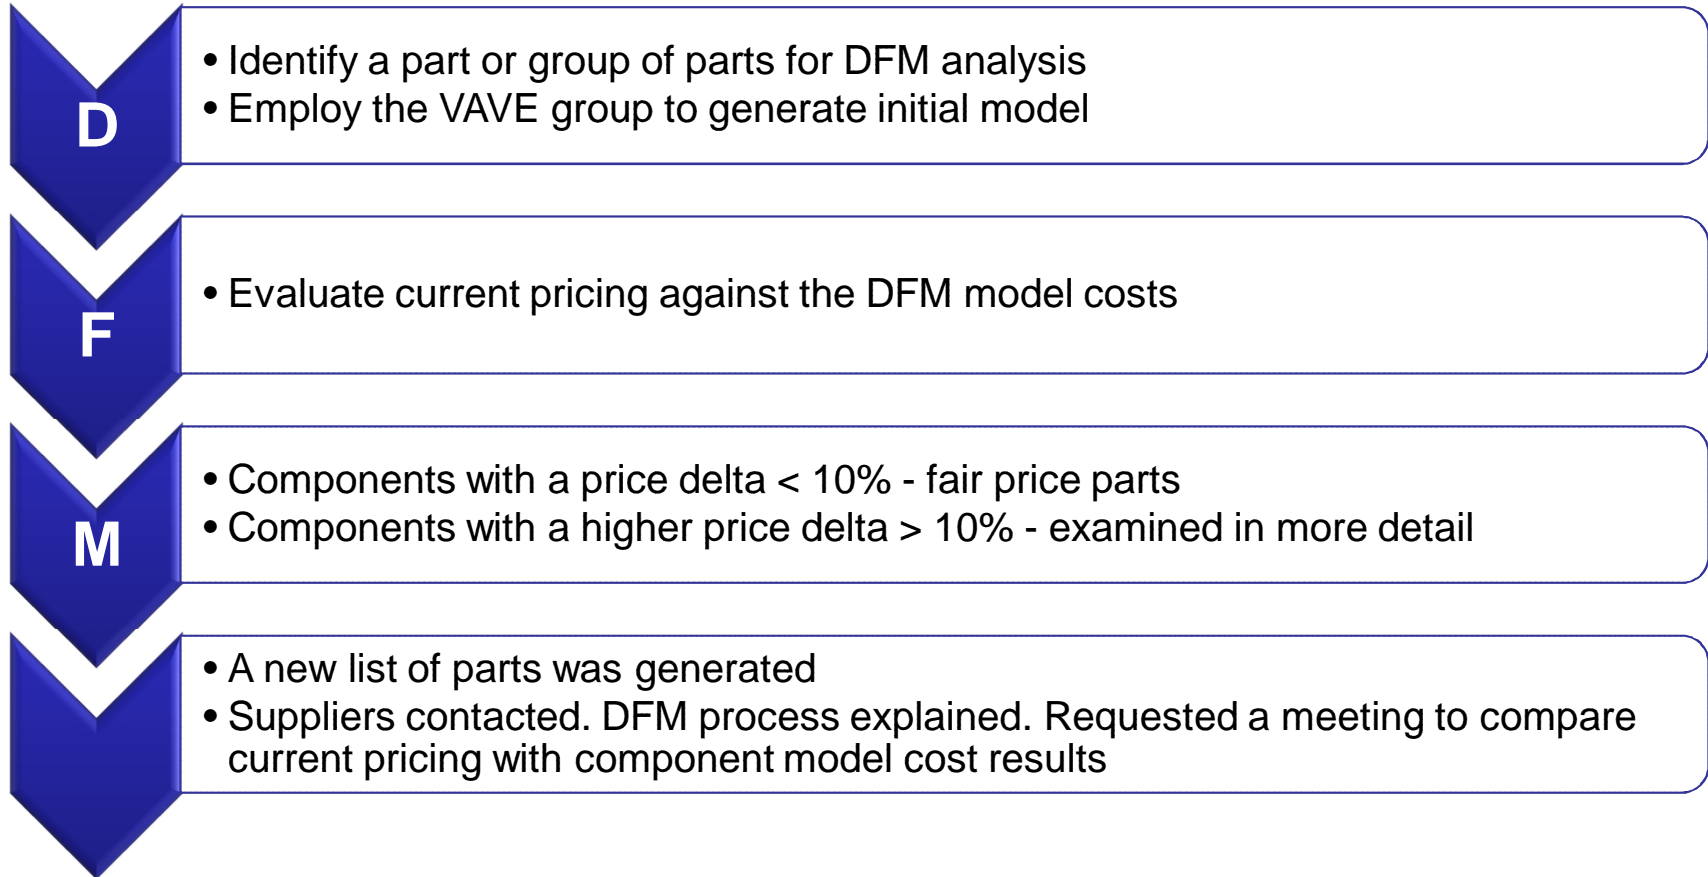 D
• Identify a part or group of parts for DFM analysis
• Employ the VAVE group to generate initial model
F
• Evaluate current pricing against the DFM model costs
M
• Components with a price delta < 10% - fair price parts
• Components with a higher price delta > 10% - examined in more detail
• A new list of parts was generated
• Suppliers contacted. DFM process explained. Requested a meeting to compare
current pricing with component model cost results